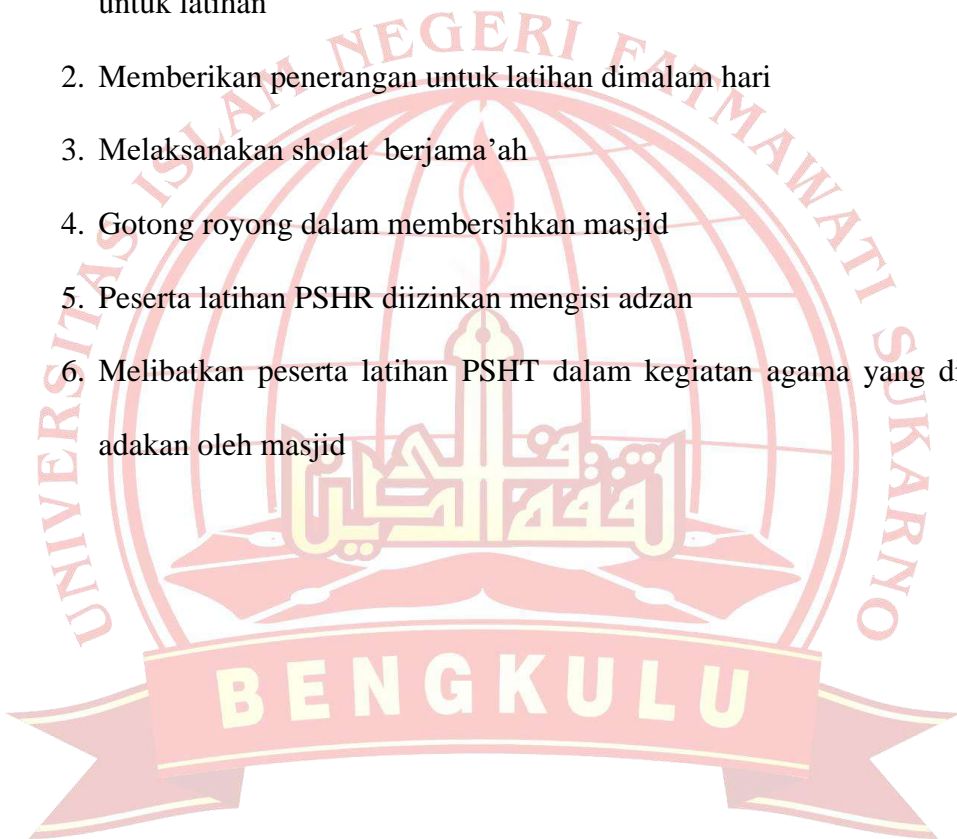 untuk latihan
2. Memberikan penerangan untuk latihan dimalam hari
3. Melaksanakan sholat berjama’ah
4. Gotong royong dalam membersihkan masjid
5. Peserta latihan PSHR diizinkan mengisi adzan
6. Melibatkan peserta latihan PSHT dalam kegiatan agama yang di
adakan oleh masjid
UNIVERSITAS ISLAM NEGERI FATMAWATI SUKARNO
BENGKULU